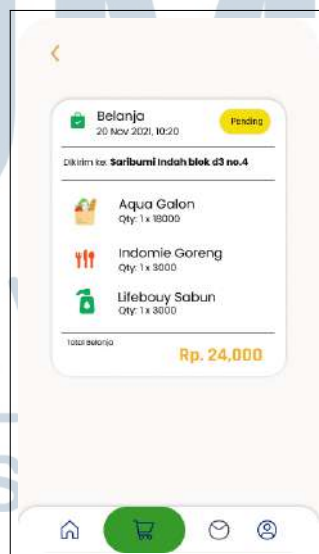 Belanja
20 Nov 2021, 10:20
Pending
Dikirim ke: Saribumi Indah blok d3 no.4
Aqua Galon
Qty: 1 x 18000
Indomie Goreng
Qty: 1 x 3000
Lifebouy Sabun
Qty: 1 x 3000
Total Belanja
Rp. 24,000